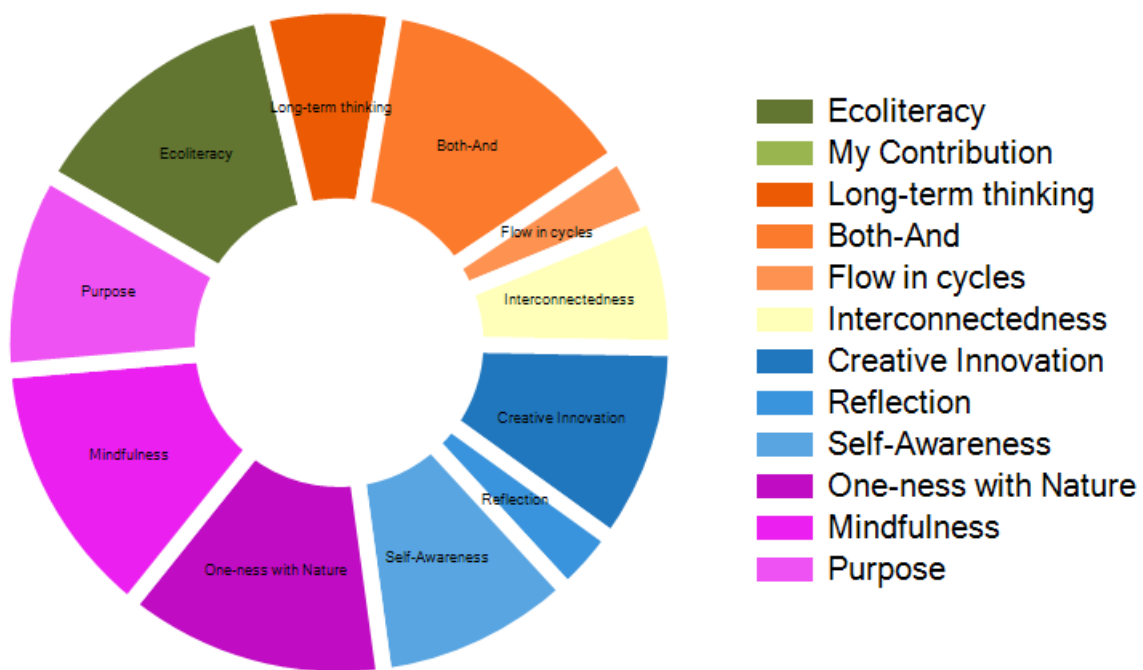 Long-term thinking
Both-And
Ecoliteracy
Flow in cycles
Purpose
Interconnectedness
Creative Innovation
Mindfulness
Reflection
Self-Awareness
One-ness with Nature
Ecoliteracy
My Contribution
Long-term thinking
Both-And
Flow in cycles
Interconnectedness
Creative Innovation
Reflection
Self-Awareness
One-ness with Nature
Mindfulness
Purpose